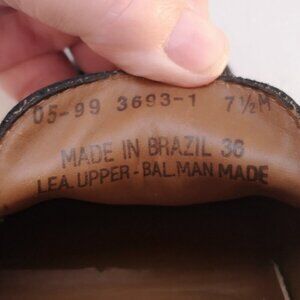 05-99 3693-1 7½M
MADE IN BRAZIL 36
LEA. UPPER-BAL. MAN MADE